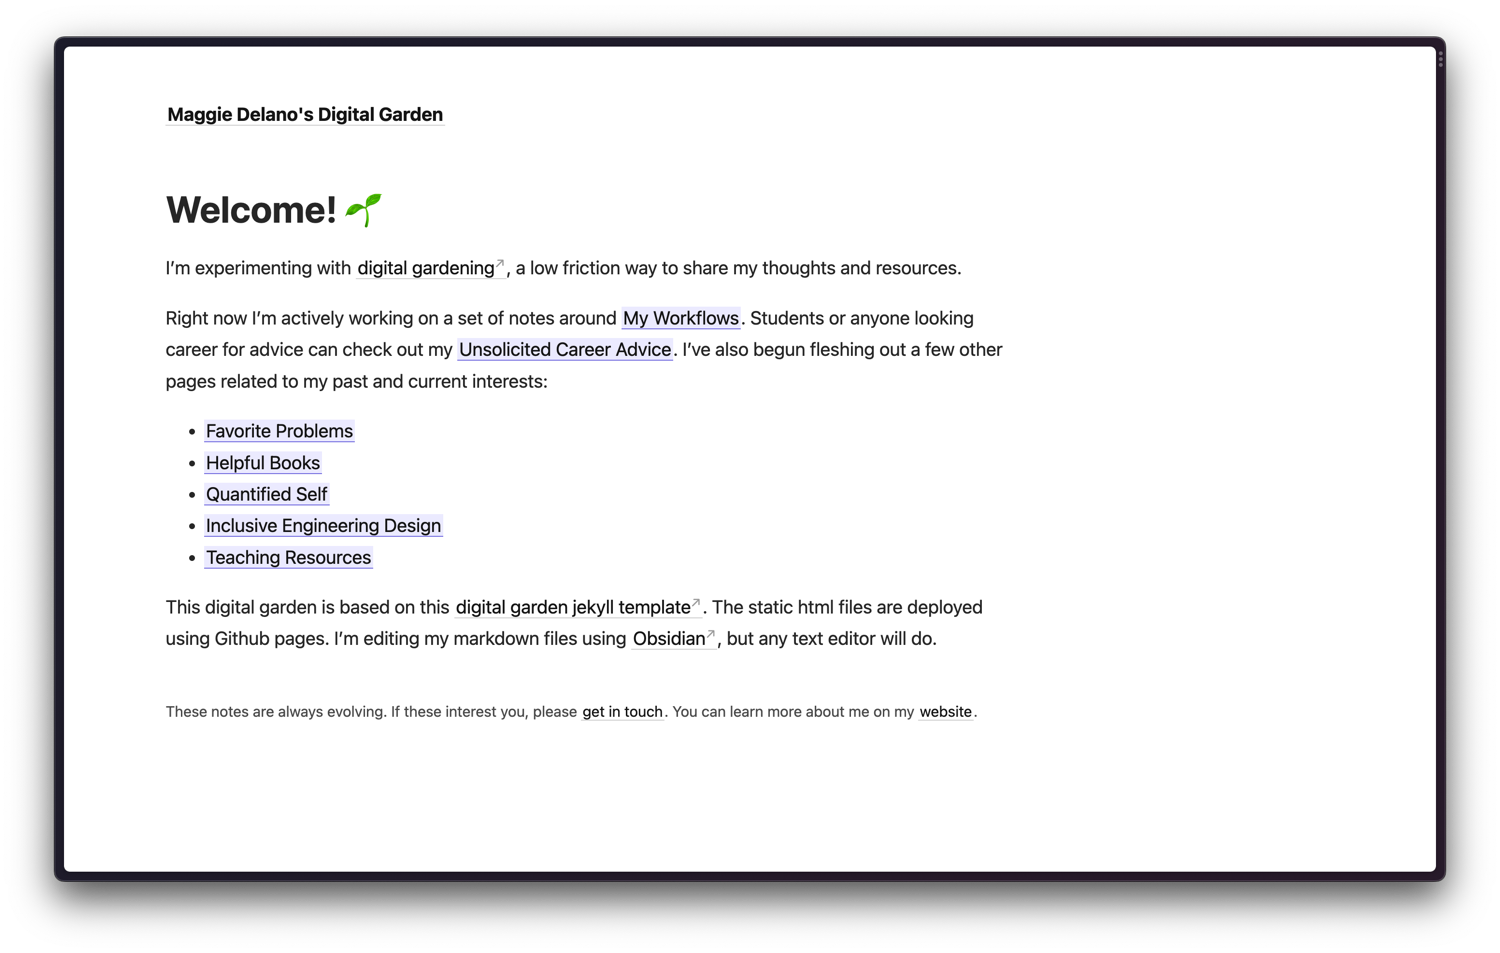 Maggie Delano's Digital Garden
Welcome! 🌱
I’m experimenting with digital gardening↗, a low friction way to share my thoughts and resources.
Right now I’m actively working on a set of notes around My Workflows. Students or anyone looking
career for advice can check out my Unsolicited Career Advice. I’ve also begun fleshing out a few other
pages related to my past and current interests:
• Favorite Problems
• Helpful Books
• Quantified Self
• Inclusive Engineering Design
• Teaching Resources
This digital garden is based on this digital garden jekyll template↗. The static html files are deployed
using Github pages. I’m editing my markdown files using Obsidian↗, but any text editor will do.
These notes are always evolving. If these interest you, please get in touch. You can learn more about me on my website.